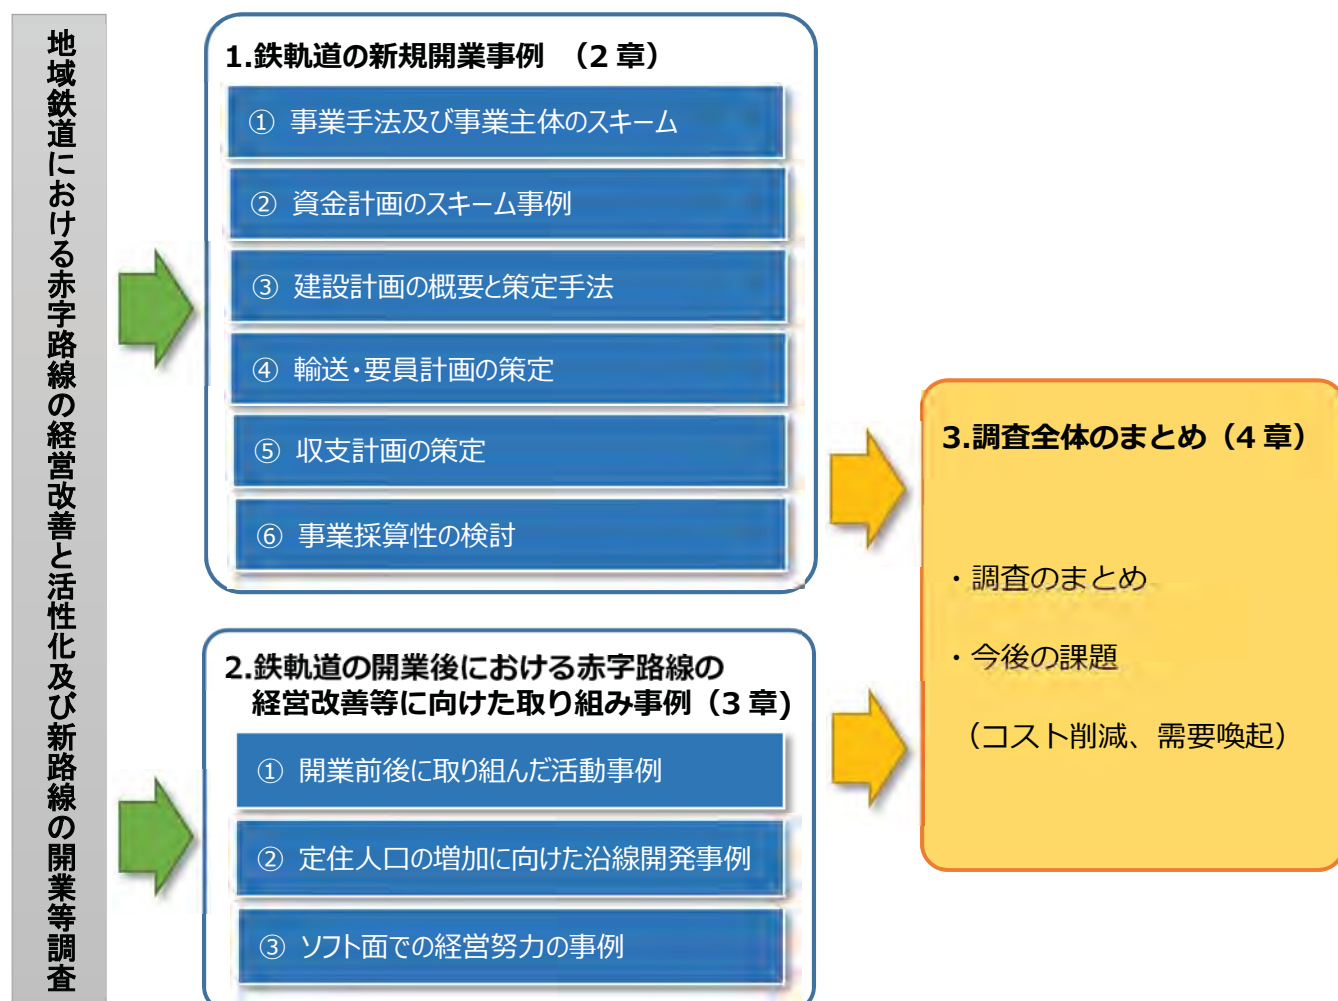 地域鉄道における赤字路線の経営改善と活性化及び新路線の開業等調査
1.鉄軌道の新規開業事例　（2 章）
① 事業手法及び事業主体のスキーム
② 資金計画のスキーム事例
③ 建設計画の概要と策定手法
④ 輸送・要員計画の策定
⑤ 収支計画の策定
⑥ 事業採算性の検討
2.鉄軌道の開業後における赤字路線の
経営改善等に向けた取り組み事例（3 章)
① 開業前後に取り組んだ活動事例
② 定住人口の増加に向けた沿線開発事例
③ ソフト面での経営努力の事例
3.調査全体のまとめ（4 章）
・調査のまとめ
・今後の課題
（コスト削減、需要喚起）